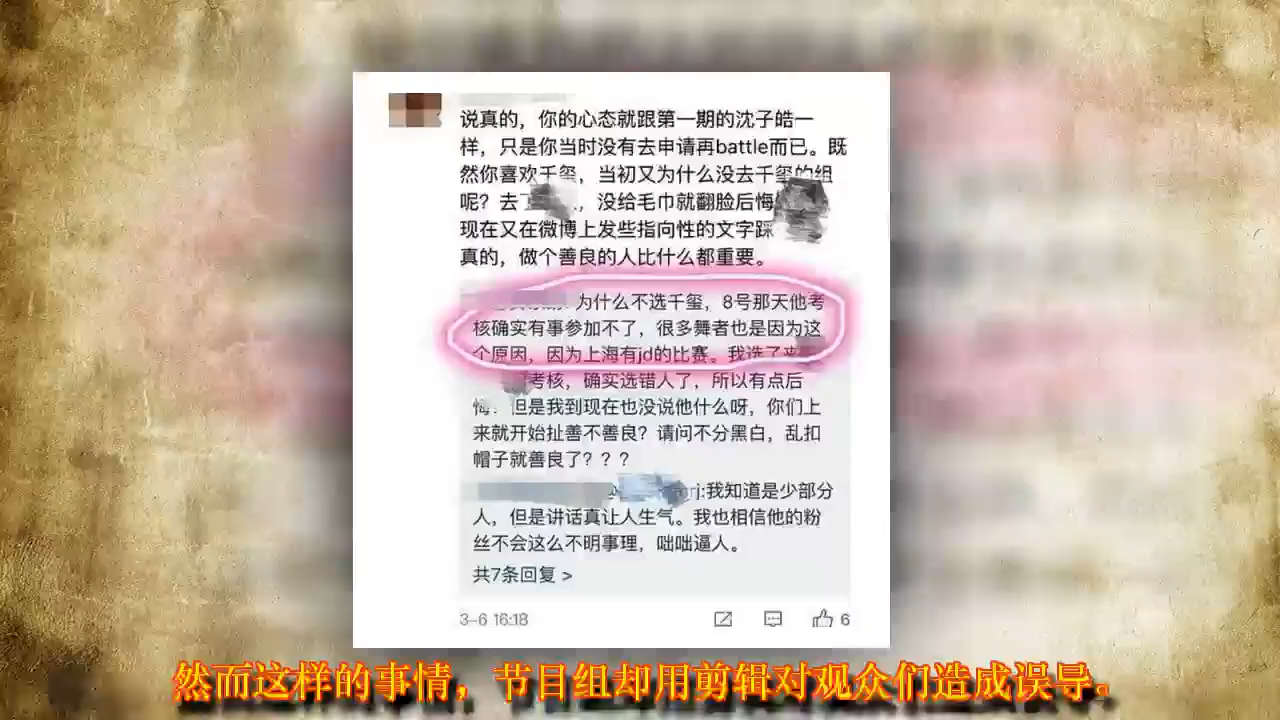 说真的，你的心态就跟第一期的沈子皓一
样，只是你当时没有去申请再battle而已。既
然你喜欢千玺，当初又为什么没去千玺的组
呢？去，没给毛巾就翻脸后悔
现在又在微博上发些指向性的文字踩
真的，做个善良的人比什么都重要。
为什么不选千玺，8号那天他考
核确实有事参加不了，很多舞者也是因为这
个原因，因为上海有jd的比赛。我选了来
考核，确实选错人了，所以有点后
悔。但是我到现在也没说他什么呀，你们上
来就开始扯善不善良？请问不分黑白，乱扣
帽子就善良了？？？
:我知道是少部分
人，但是讲话真让人生气。我也相信他的粉
丝不会这么不明事理，咄咄逼人。
共7条回复 >
3-6 16:18
6
然而这样的事情，节目组却用剪辑对观众们造成误导。